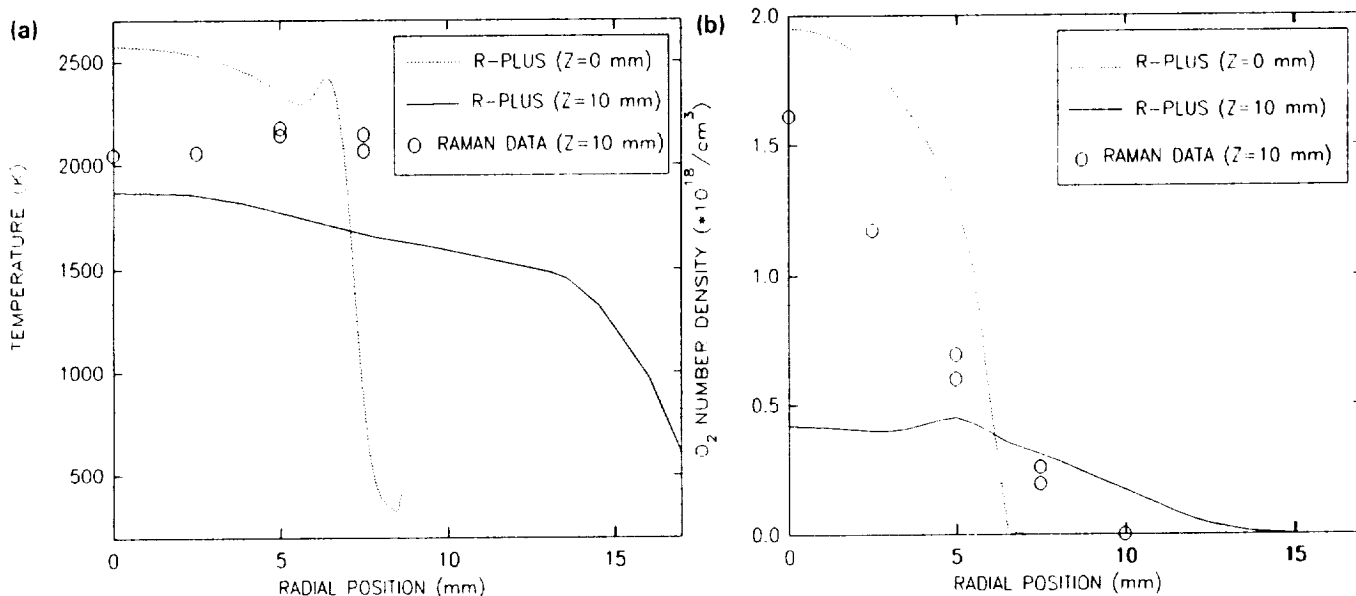 (a)
TEMPERATURE (K)
2500
2000
1500
1000
500
R-PLUS (Z=0 mm)
R-PLUS (Z=10 mm)
RAMAN DATA (Z=10 mm)
0
5
10
15
RADIAL POSITION (mm)
(b)
O2 NUMBER DENSITY (*10^18/cm^3)
2.0
1.5
1.0
0.5
0.0
R-PLUS (Z=0 mm)
R-PLUS (Z=10 mm)
RAMAN DATA (Z=10 mm)
0
5
10
15
RADIAL POSITION (mm)